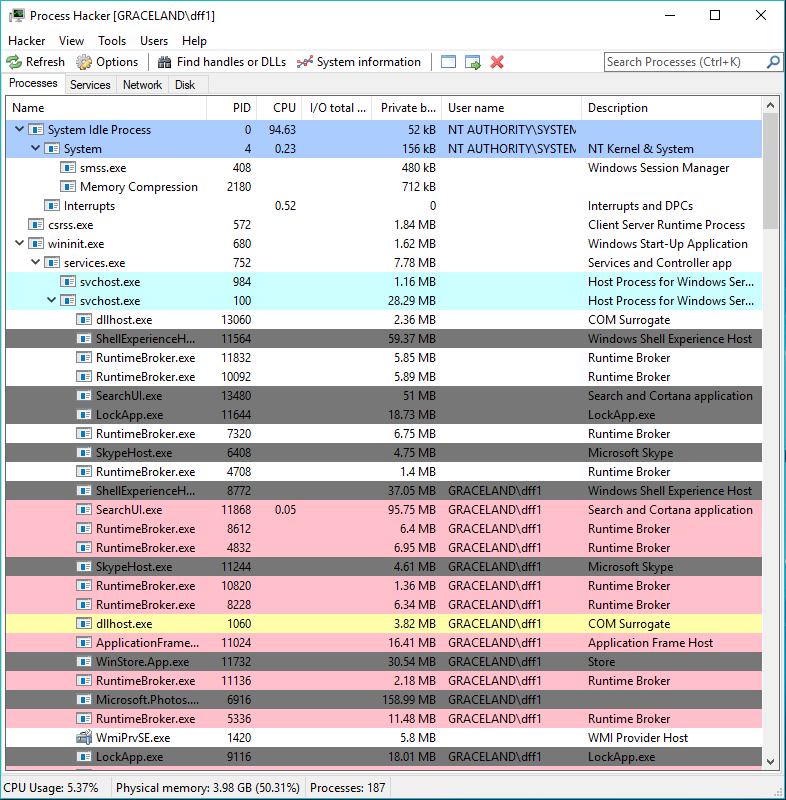 Process Hacker [GRACELAND\dff1]
Hacker View Tools Users Help
Refresh Options Find handles or DLLs System information Search Processes (Ctrl+K)
Processes Services Network Disk
Name PID CPU I/O total ... Private b... User name Description
System Idle Process 0 94.63 52 kB NT AUTHORITY\SYSTEM
System 4 0.23 156 kB NT AUTHORITY\SYSTEM NT Kernel & System
smss.exe 408 480 kB Windows Session Manager
Memory Compression 2180 712 kB
Interrupts 0.52 0 Interrupts and DPCs
csrss.exe 572 1.84 MB Client Server Runtime Process
wininit.exe 680 1.62 MB Windows Start-Up Application
services.exe 752 7.78 MB Services and Controller app
svchost.exe 984 1.16 MB Host Process for Windows Ser...
svchost.exe 100 28.29 MB Host Process for Windows Ser...
dllhost.exe 13060 2.36 MB COM Surrogate
ShellExperienceH... 11564 59.37 MB Windows Shell Experience Host
RuntimeBroker.exe 11832 5.85 MB Runtime Broker
RuntimeBroker.exe 10092 5.89 MB Runtime Broker
SearchUI.exe 13480 51 MB Search and Cortana application
LockApp.exe 11644 18.73 MB LockApp.exe
RuntimeBroker.exe 7320 6.75 MB Runtime Broker
SkypeHost.exe 6408 4.75 MB Microsoft Skype
RuntimeBroker.exe 4708 1.4 MB Runtime Broker
ShellExperienceH... 8772 37.05 MB GRACELAND\dff1 Windows Shell Experience Host
SearchUI.exe 11868 0.05 95.75 MB GRACELAND\dff1 Search and Cortana application
RuntimeBroker.exe 8612 6.4 MB GRACELAND\dff1 Runtime Broker
RuntimeBroker.exe 4832 6.95 MB GRACELAND\dff1 Runtime Broker
SkypeHost.exe 11244 4.61 MB GRACELAND\dff1 Microsoft Skype
RuntimeBroker.exe 10820 1.36 MB GRACELAND\dff1 Runtime Broker
RuntimeBroker.exe 8228 6.34 MB GRACELAND\dff1 Runtime Broker
dllhost.exe 1060 3.82 MB GRACELAND\dff1 COM Surrogate
ApplicationFrame... 11024 16.41 MB GRACELAND\dff1 Application Frame Host
WinStore.App.exe 11732 30.54 MB GRACELAND\dff1 Store
RuntimeBroker.exe 11136 2.18 MB GRACELAND\dff1 Runtime Broker
Microsoft.Photos.... 6916 158.99 MB GRACELAND\dff1
RuntimeBroker.exe 5336 11.48 MB GRACELAND\dff1 Runtime Broker
WmiPrvSE.exe 1420 5.8 MB WMI Provider Host
LockApp.exe 9116 18.01 MB GRACELAND\dff1 LockApp.exe
CPU Usage: 5.37% Physical memory: 3.98 GB (50.31%) Processes: 187